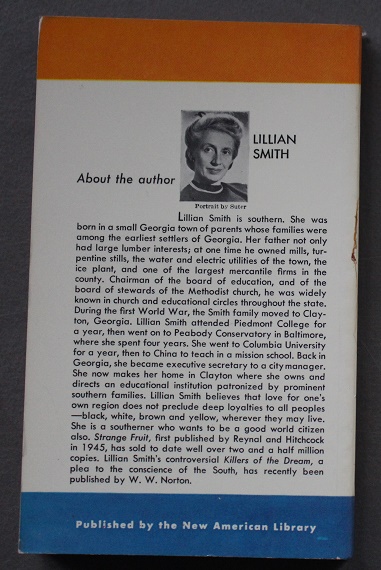 LILLIAN
SMITH
About the author
Portrait by Suter
Lillian Smith is southern. She was
born in a small Georgia town of parents whose families were
among the earliest settlers of Georgia. Her father not only
had large lumber interests; at one time he owned mills, tur-
pentine stills, the water and electric utilities of the town, the
ice plant, and one of the largest mercantile firms in the
county. Chairman of the board of education, and of the
board of stewards of the Methodist church, he was widely
known in church and educational circles throughout the state.
During the first World War, the Smith family moved to Clay-
ton, Georgia. Lillian Smith attended Piedmont College for
a year, then went on to Peabody Conservatory in Baltimore,
where she spent four years. She went to Columbia University
for a year, then to China to teach in a mission school. Back in
Georgia, she became executive secretary to a city manager.
She now makes her home in Clayton where she owns and
directs an educational institution patronized by prominent
southern families. Lillian Smith believes that love for one's
own region does not preclude deep loyalties to all peoples
—black, white, brown and yellow, wherever they may live.
She is a southerner who wants to be a good world citizen
also. Strange Fruit, first published by Reynal and Hitchcock
in 1945, has sold to date well over two and a half million
copies. Lillian Smith's controversial Killers of the Dream, a
plea to the conscience of the South, has recently been
published by W. W. Norton.
Published by the New American Library